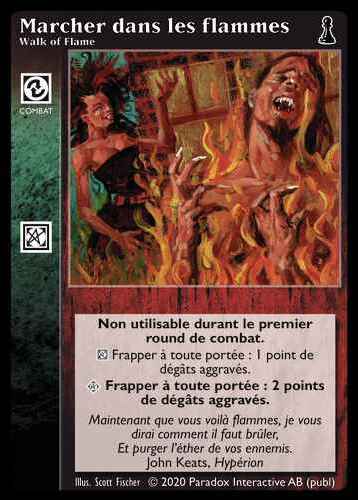 Marcher dans les flammes
Walk of Flame
COMBAT
Non utilisable durant le premier
round de combat.
Frapper à toute portée : 1 point de
dégâts aggravés.
Frapper à toute portée : 2 points
de dégâts aggravés.
Maintenant que vous voilà flammes, je vous
dirai comment il faut brûler,
Et purger l'éther de vos ennemis.
John Keats, Hypérion
Illus. Scott Fischer © 2020 Paradox Interactive AB (publ)